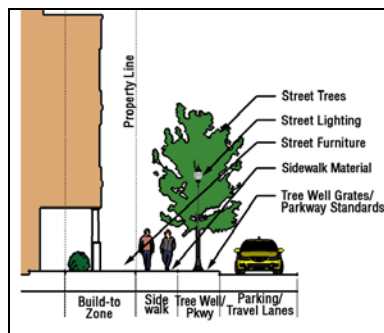 Property Line
Street Trees
Street Lighting
Street Furniture
Sidewalk Material
Tree Well Grates/
Parkway Standards
Build-to
Zone
Side
walk
Tree Well/
Pkwy
Parking/
Travel Lanes